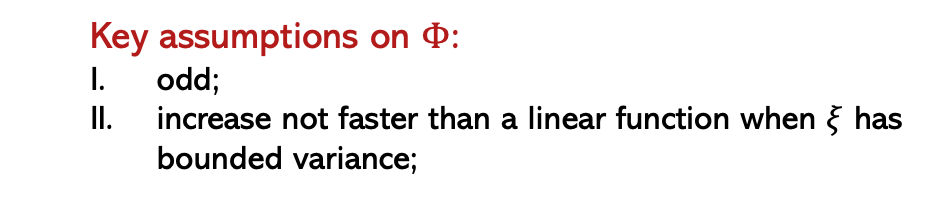 Key assumptions on Φ:
I. odd;
II. increase not faster than a linear function when ξ has
bounded variance;